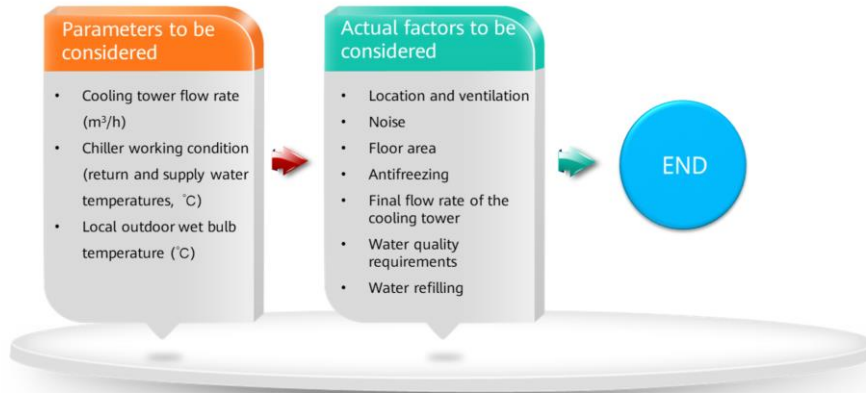 Parameters to be
considered
• Cooling tower flow rate
(m³/h)
• Chiller working condition
(return and supply water
temperatures, ℃)
• Local outdoor wet bulb
temperature (℃)
Actual factors to be
considered
• Location and ventilation
• Noise
• Floor area
• Antifreezing
• Final flow rate of the
cooling tower
• Water quality
requirements
• Water refilling
END